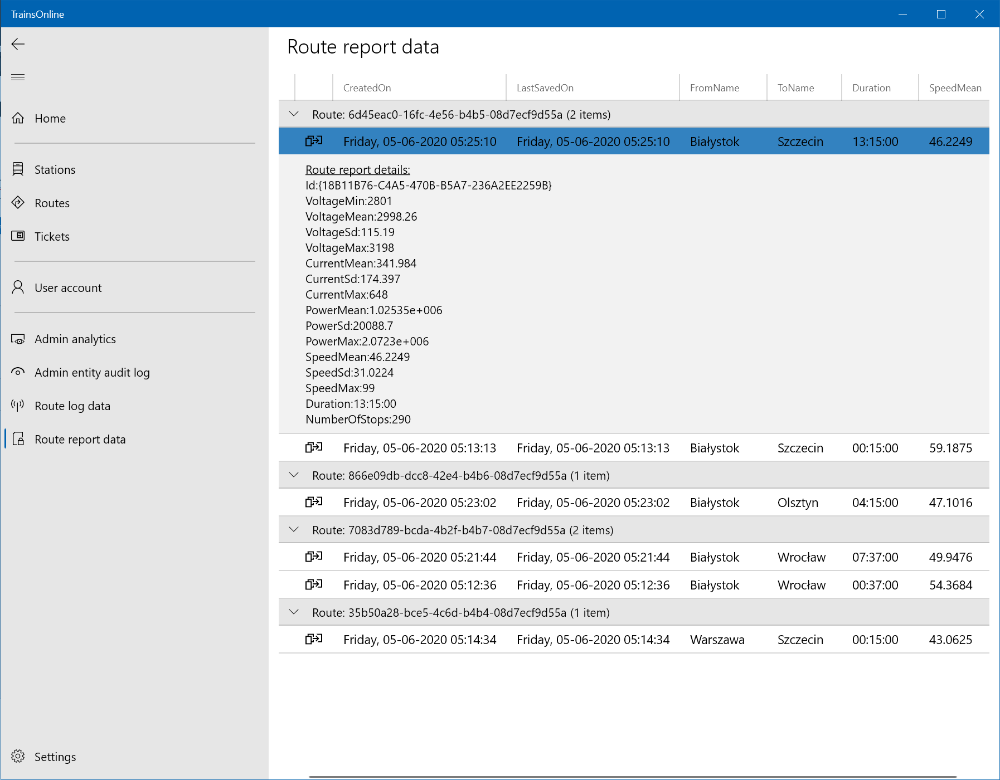 TrainsOnline
Route report data
Home
Stations
Routes
Tickets
User account
Admin analytics
Admin entity audit log
Route log data
Route report data
Settings
CreatedOn LastSavedOn FromName ToName Duration SpeedMean
Route: 6d45eac0-16fc-4e56-b4b5-08d7ecf9d55a (2 items)
Friday, 05-06-2020 05:25:10 Friday, 05-06-2020 05:25:10 Białystok Szczecin 13:15:00 46.2249
Route report details:
Id:{18B11B76-C4A5-470B-B5A7-236A2EE2259B}
VoltageMin:2801
VoltageMean:2998.26
VoltageSd:115.19
VoltageMax:3198
CurrentMean:341.984
CurrentSd:174.397
CurrentMax:648
PowerMean:1.02535e+006
PowerSd:20088.7
PowerMax:2.0723e+006
SpeedMean:46.2249
SpeedSd:31.0224
SpeedMax:99
Duration:13:15:00
NumberOfStops:290
Friday, 05-06-2020 05:13:13 Friday, 05-06-2020 05:13:13 Białystok Szczecin 00:15:00 59.1875
Route: 866e09db-dcc8-42e4-b4b6-08d7ecf9d55a (1 item)
Friday, 05-06-2020 05:23:02 Friday, 05-06-2020 05:23:02 Białystok Olsztyn 04:15:00 47.1016
Route: 7083d789-bcda-4b2f-b4b7-08d7ecf9d55a (2 items)
Friday, 05-06-2020 05:21:44 Friday, 05-06-2020 05:21:44 Białystok Wrocław 07:37:00 49.9476
Friday, 05-06-2020 05:12:36 Friday, 05-06-2020 05:12:36 Białystok Wrocław 00:37:00 54.3684
Route: 35b50a28-bce5-4c6d-b4b4-08d7ecf9d55a (1 item)
Friday, 05-06-2020 05:14:34 Friday, 05-06-2020 05:14:34 Warszawa Szczecin 00:15:00 43.0625